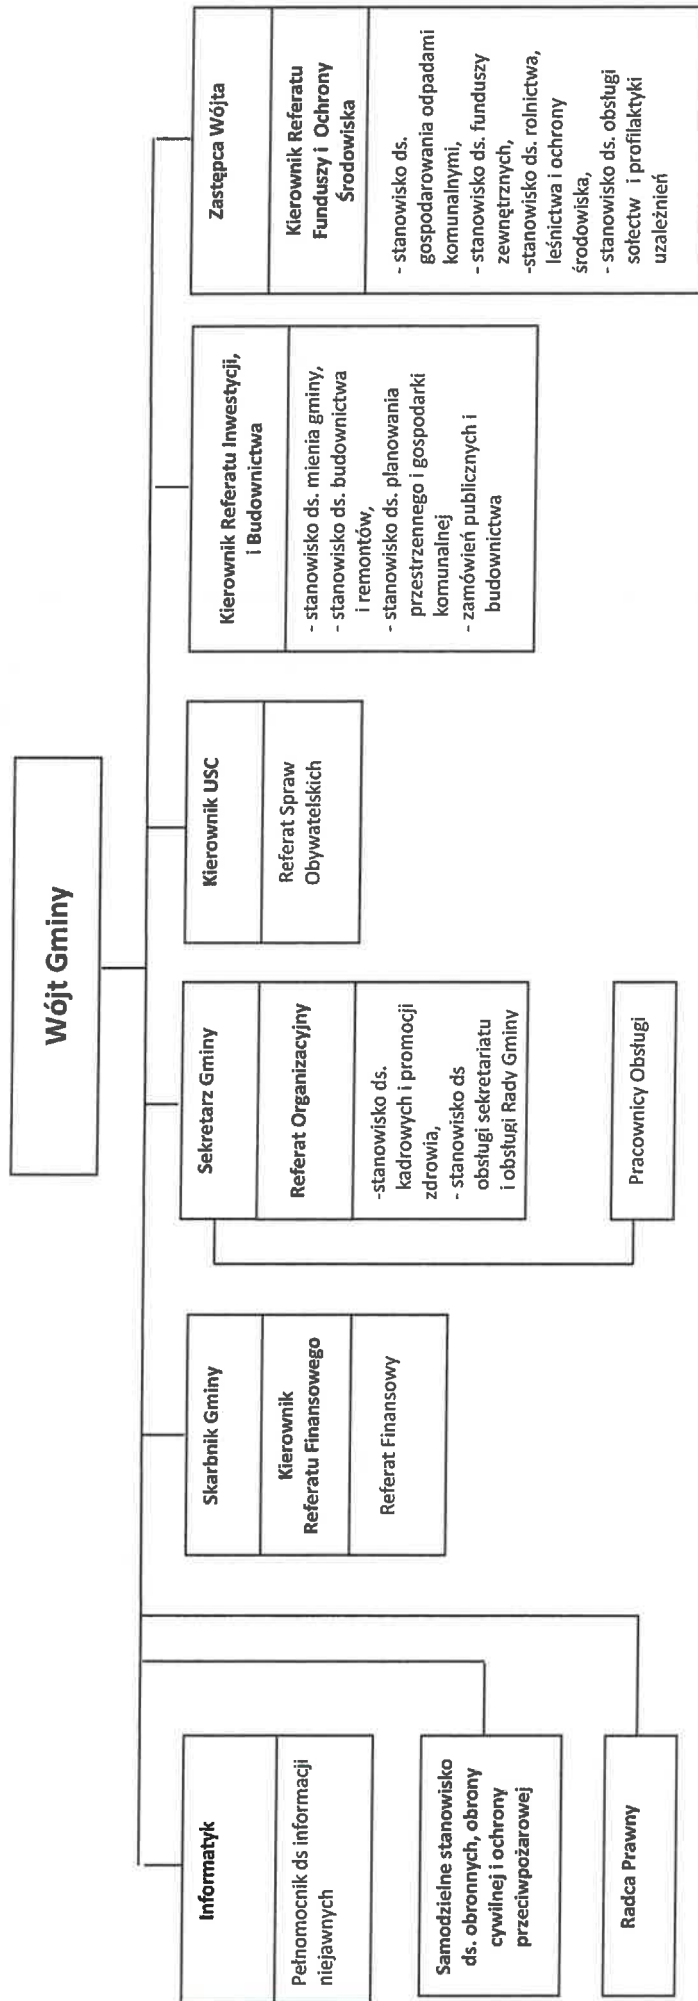 Wójt Gminy
Informatyk
Pełnomocnik ds informacji
niejawnych
Samodzielne stanowisko
ds. obronnych, obrony
cywilnej i ochrony
przeciwpożarowej
Radca Prawny
Skarbnik Gminy
Kierownik
Referatu Finansowego
Referat Finansowy
Sekretarz Gminy
Referat Organizacyjny
-stanowisko ds.
kadrowych i promocji
zdrowia,
- stanowisko ds
obsługi sekretariatu
i obsługi Rady Gminy
Pracownicy Obsługi
Kierownik USC
Referat Spraw
Obywatelskich
Kierownik Referatu Inwestycji,
i Budownictwa
- stanowisko ds. mienia gminy,
- stanowisko ds. budownictwa
i remontów,
- stanowisko ds. planowania
przestrzennego i gospodarki
komunalnej
- zamówień publicznych i
budownictwa
Zastępca Wójta
Kierownik Referatu
Funduszy i Ochrony
Środowiska
- stanowisko ds.
gospodarowania odpadami
komunalnymi,
- stanowisko ds. funduszy
zewnętrznych,
-stanowisko ds. rolnictwa,
leśnictwa i ochrony
środowiska,
- stanowisko ds. obsługi
sołectw i profilaktyki
uzależnień